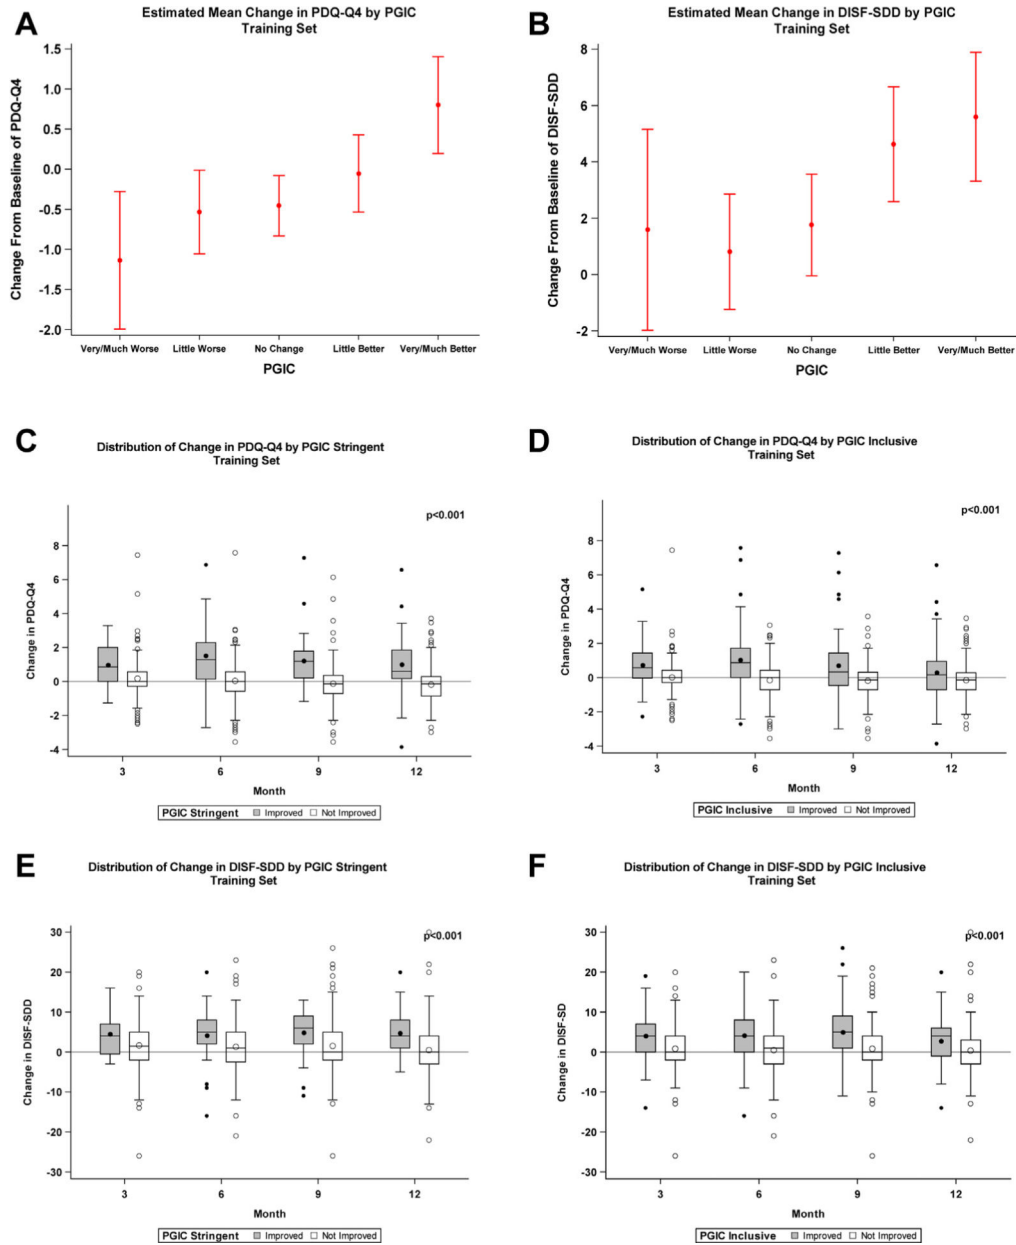 A
Estimated Mean Change in PDQ-Q4 by PGIC
Training Set
Change From Baseline of PDQ-Q4
1.5
1.0
0.5
0.0
-0.5
-1.0
-1.5
-2.0
Very/Much Worse Little Worse No Change Little Better Very/Much Better
PGIC
B
Estimated Mean Change in DISF-SDD by PGIC
Training Set
Change From Baseline of DISF-SDD
8
6
4
2
0
-2
Very/Much Worse Little Worse No Change Little Better Very/Much Better
PGIC
C
Distribution of Change in PDQ-Q4 by PGIC Stringent
Training Set
p<0.001
Change in PDQ-Q4
8
6
4
2
0
-2
-4
3 6 9 12
Month
PGIC Stringent Improved Not Improved
D
Distribution of Change in PDQ-Q4 by PGIC Inclusive
Training Set
p<0.001
Change in PDQ-Q4
8
6
4
2
0
-2
-4
3 6 9 12
Month
PGIC Inclusive Improved Not Improved
E
Distribution of Change in DISF-SDD by PGIC Stringent
Training Set
p<0.001
Change in DISF-SDD
30
20
10
0
-10
-20
-30
3 6 9 12
Month
PGIC Stringent Improved Not Improved
F
Distribution of Change in DISF-SDD by PGIC Inclusive
Training Set
p<0.001
Change in DISF-SD
30
20
10
0
-10
-20
-30
3 6 9 12
Month
PGIC Inclusive Improved Not Improved